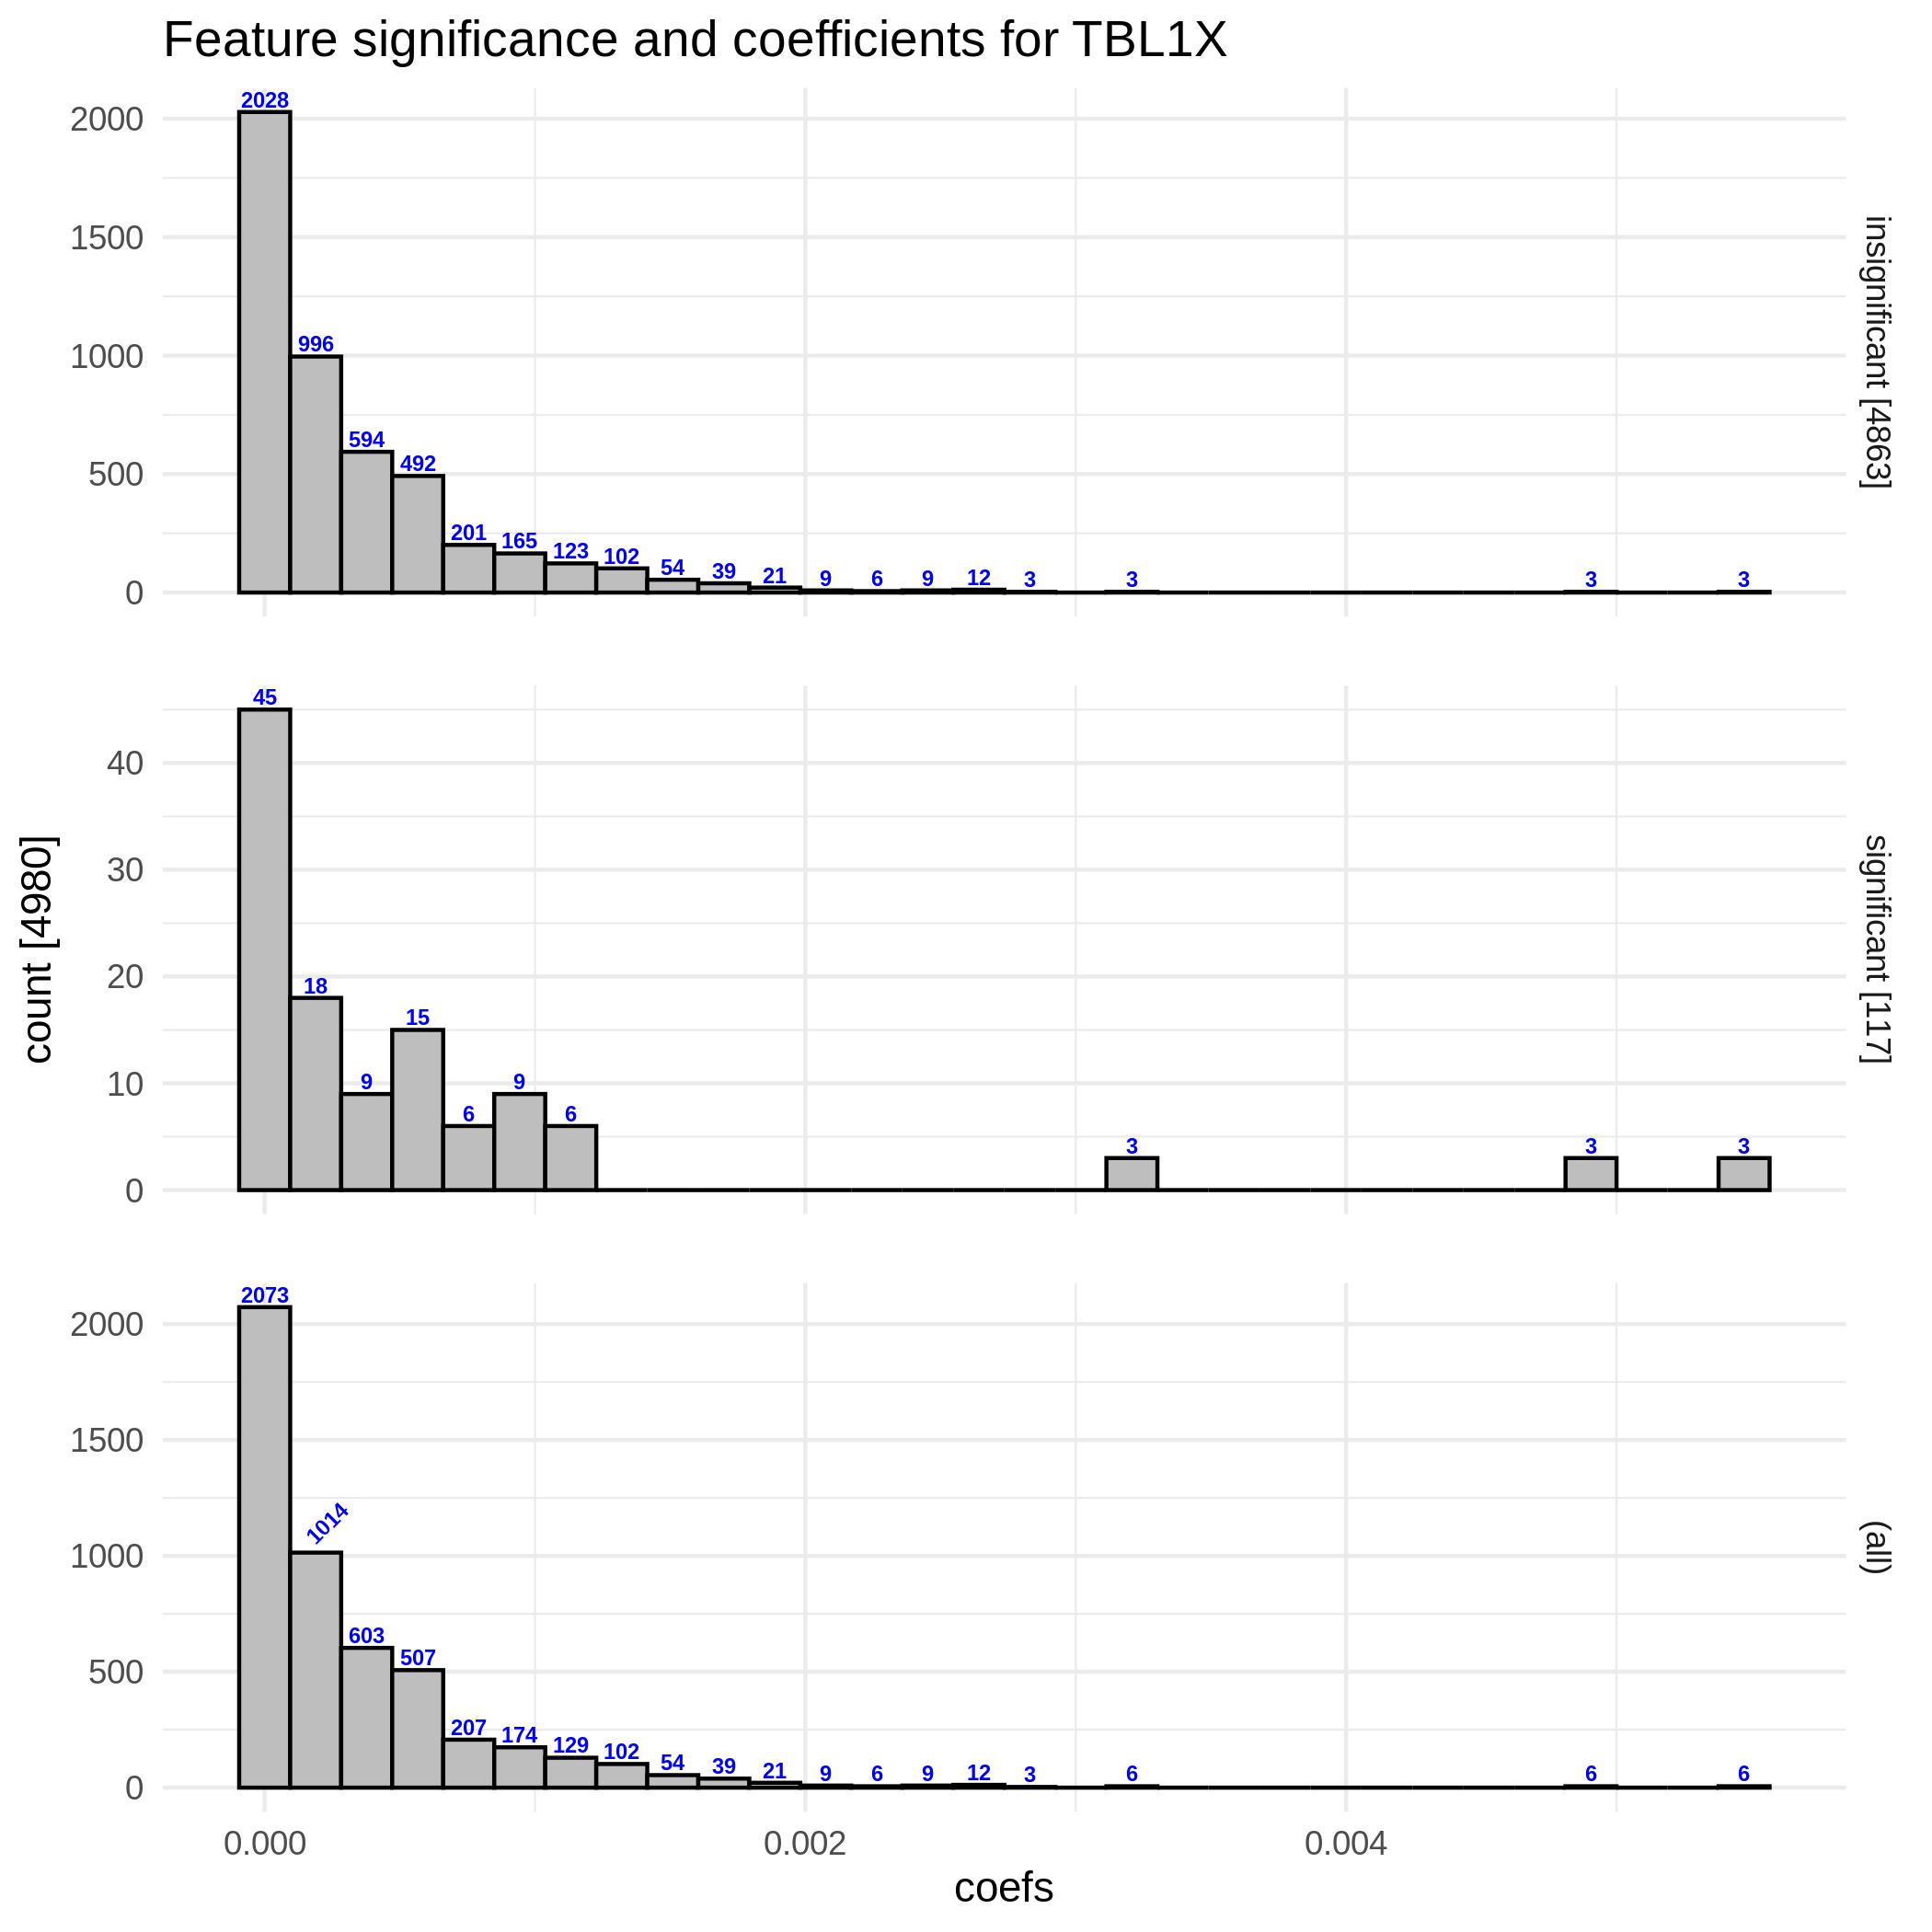 Feature significance and coefficients for TBL1X
2028
2000
1500
996
1000
594
492
500
201 165 123 102 54 39 21 9 6 9 12 3 3 3 3
0
insignificant [4863]
45
40
30
20
18
15
10
9 6 9 6
3 3 3
0
significant [117]
count [4980]
2073
2000
1500
1014
1000
603
507
500
207 174 129 102 54 39 21 9 6 9 12 3 6 6 6
0
(all)
0.000 0.002 0.004
coefs